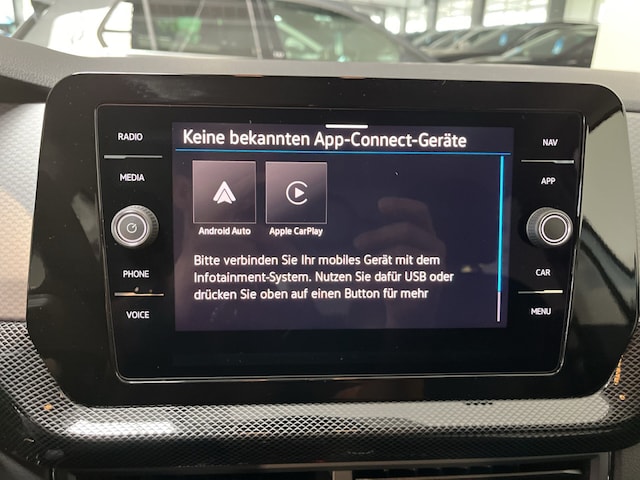 Keine bekannten App-Connect-Geräte
Android Auto
Apple CarPlay
Bitte verbinden Sie Ihr mobiles Gerät mit dem
Infotainment-System. Nutzen Sie dafür USB oder
drücken Sie oben auf einen Button für mehr
RADIO
MEDIA
PHONE
VOICE
NAV
APP
CAR
MENU